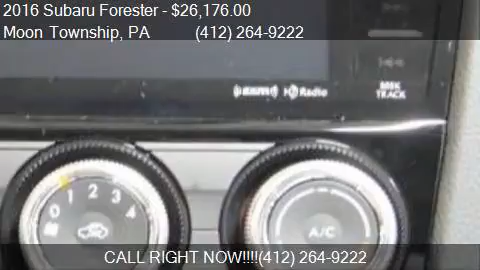 2016 Subaru Forester - $26,176.00
Moon Township, PA (412) 264-9222
HD Radio
SEEK
TRACK
0 1 2 3 4
A/C
CALL RIGHT NOW!!!!(412) 264-9222